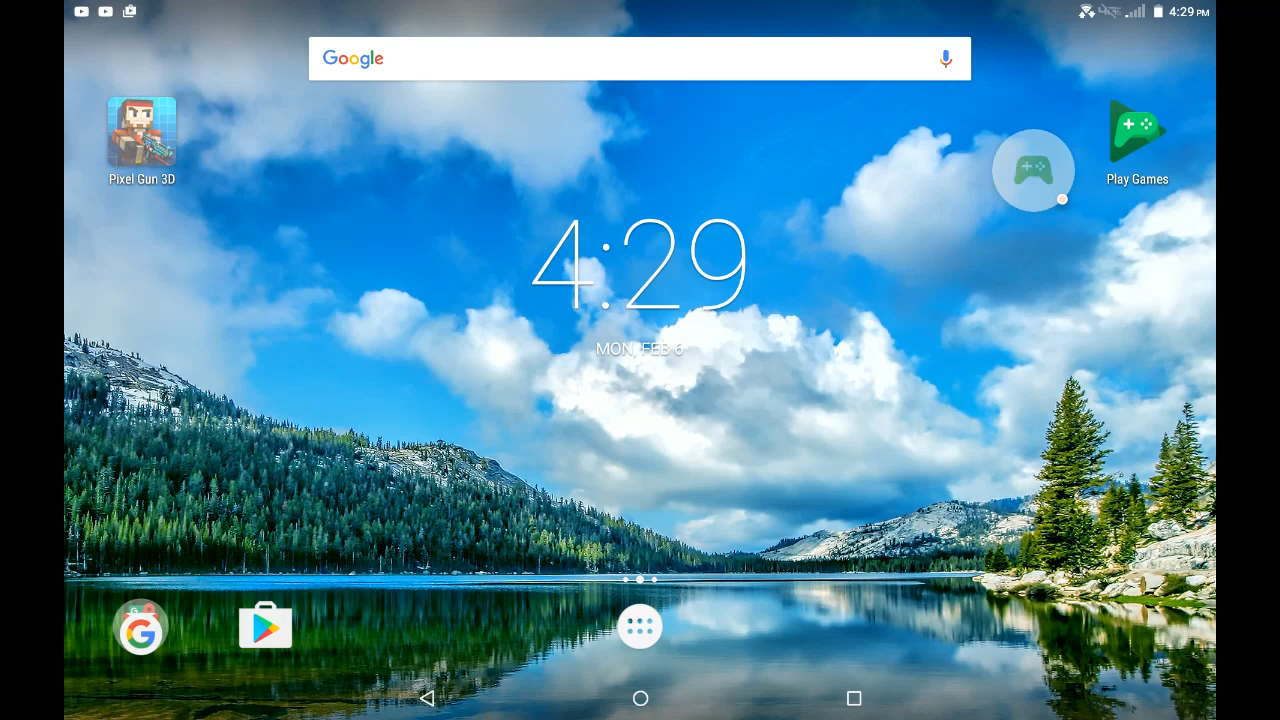 4:29 PM
Google
Pixel Gun 3D
Play Games
4:29
MON, FEB 6
G